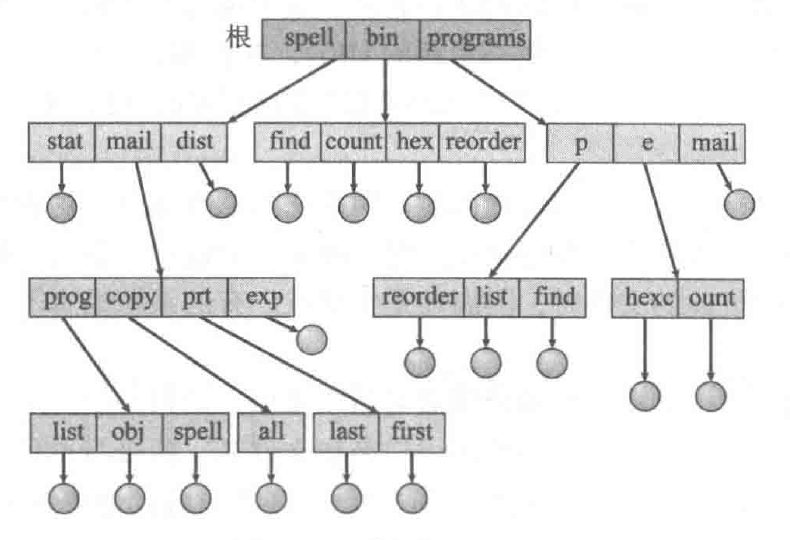 根 spell bin programs
stat mail dist find count hex reorder p e mail
prog copy prt exp reorder list find hexc ount
list obj spell all last first